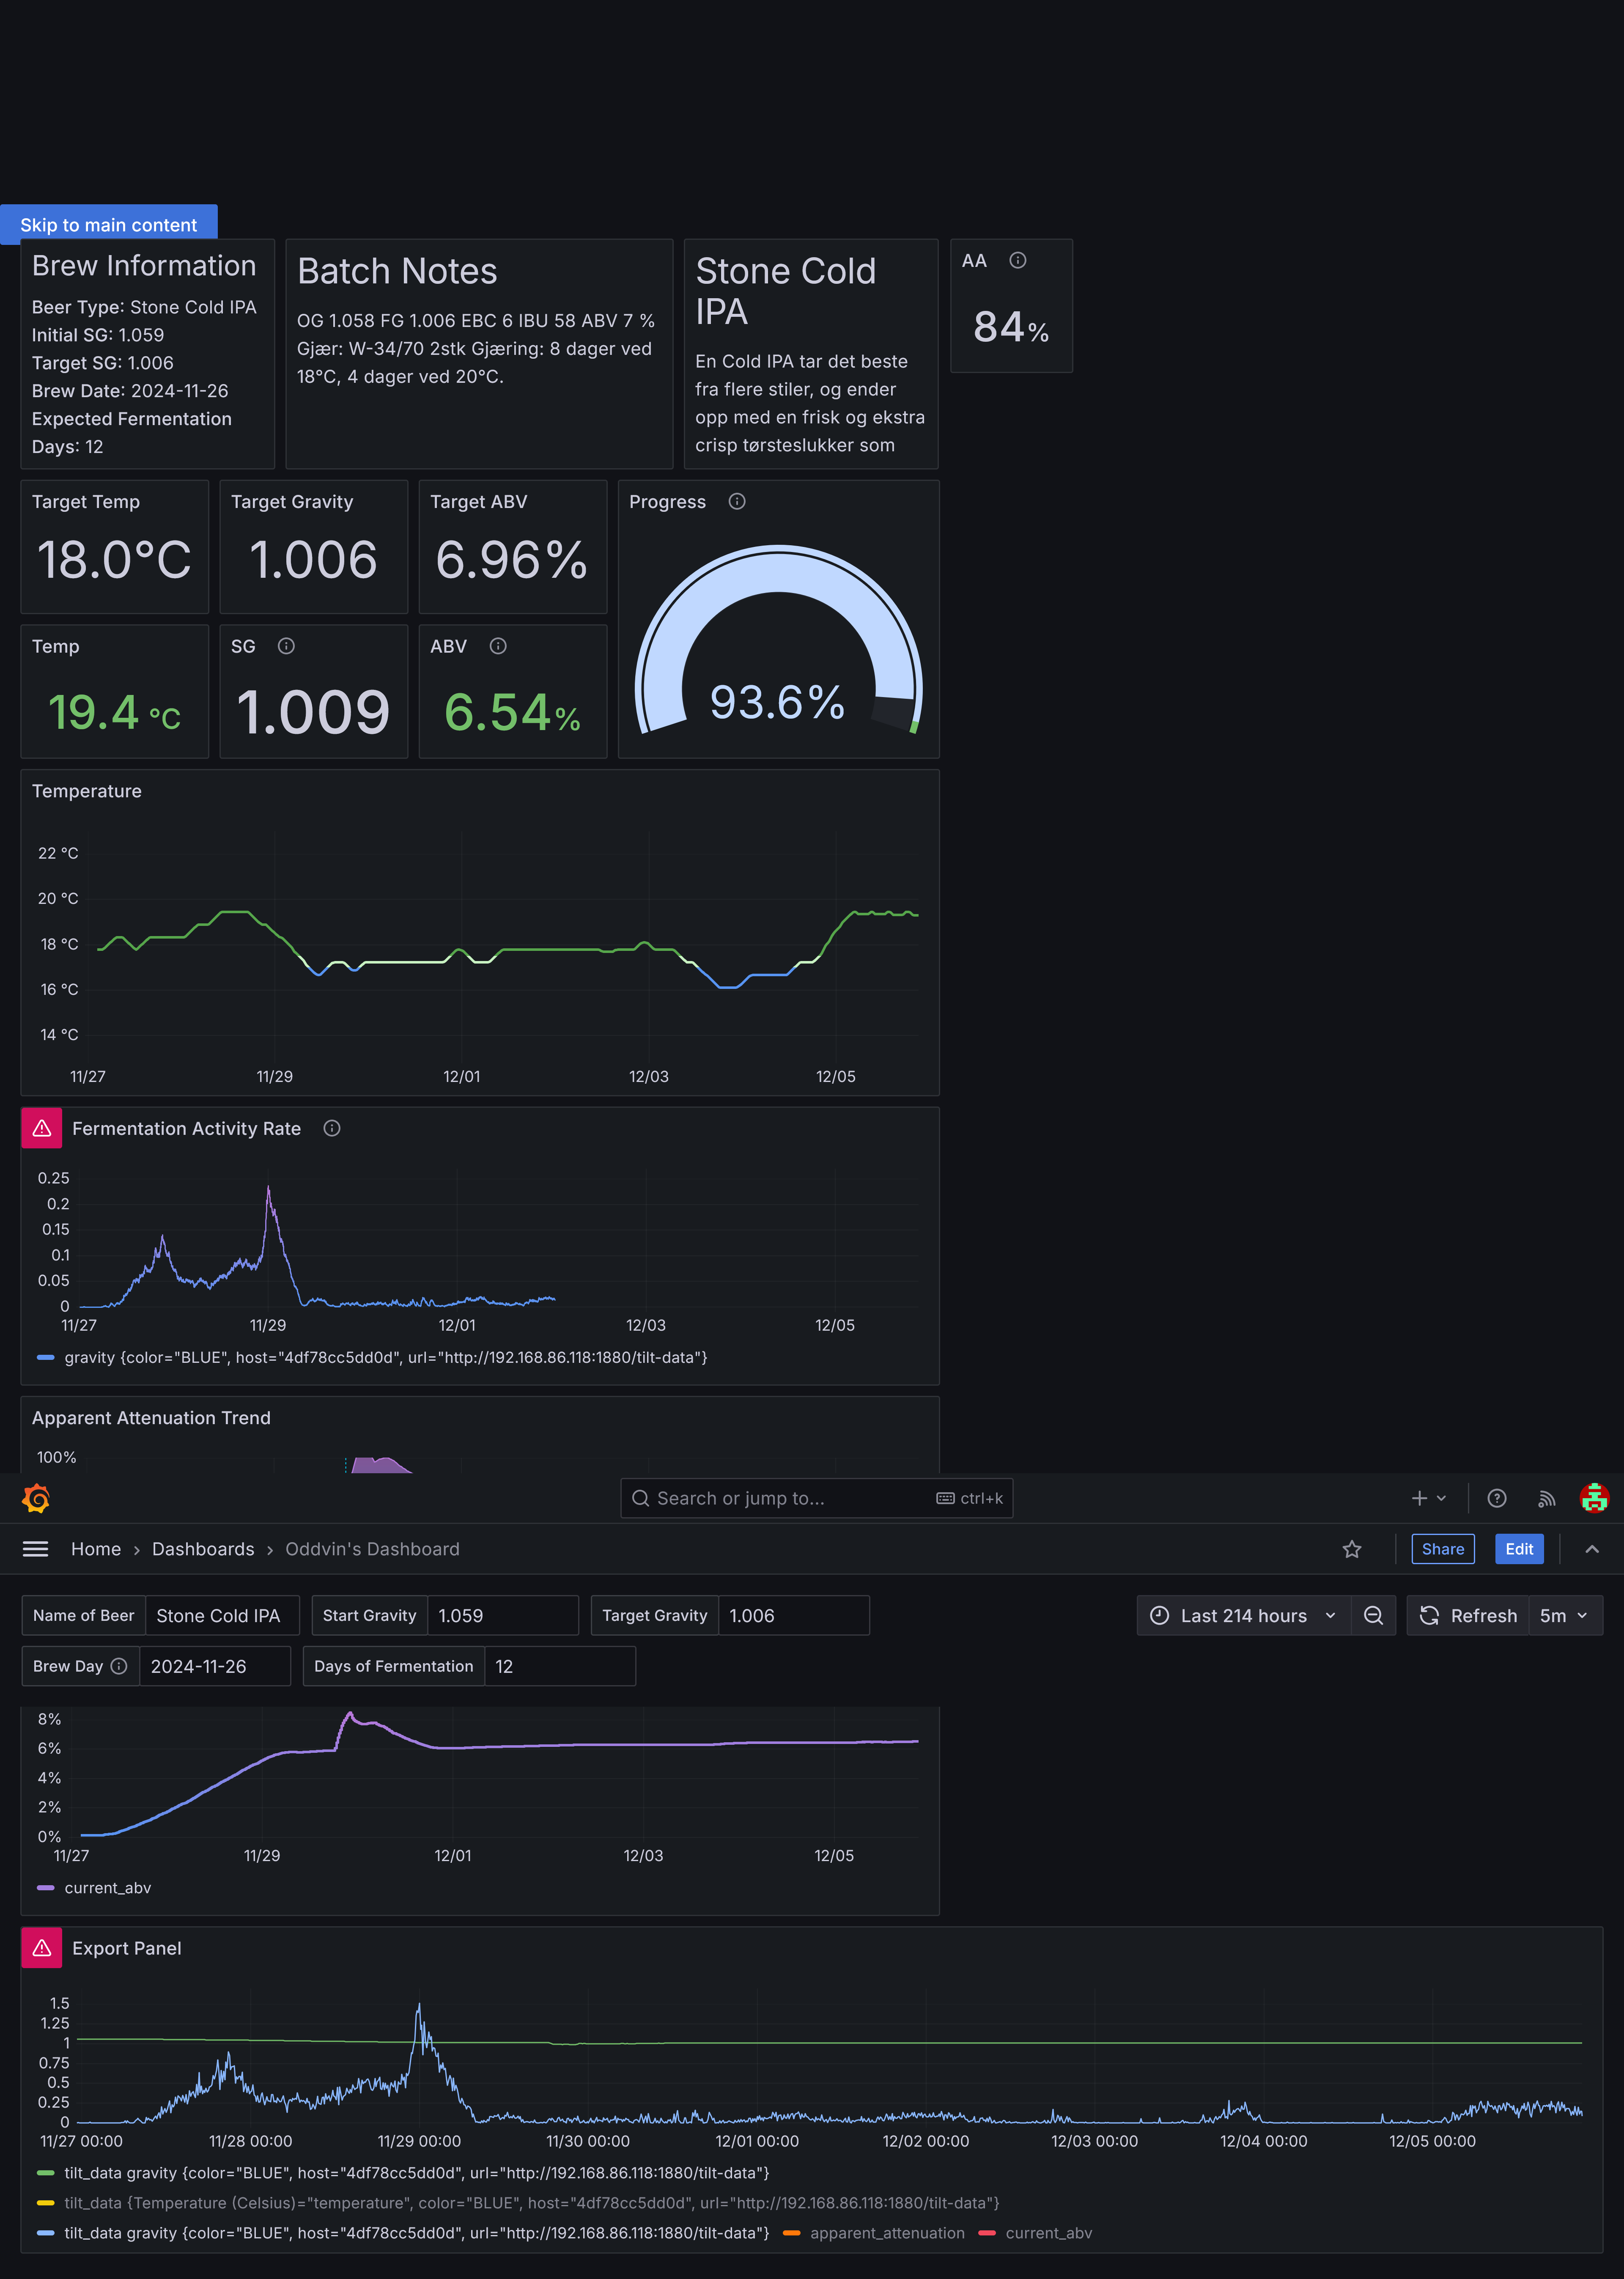 Skip to main content
Brew Information
Beer Type: Stone Cold IPA
Initial SG: 1.059
Target SG: 1.006
Brew Date: 2024-11-26
Expected Fermentation
Days: 12
Batch Notes
OG 1.058 FG 1.006 EBC 6 IBU 58 ABV 7 %
Gjær: W-34/70 2stk Gjæring: 8 dager ved
18°C, 4 dager ved 20°C.
Stone Cold
IPA
En Cold IPA tar det beste
fra flere stiler, og ender
opp med en frisk og ekstra
crisp tørsteslukker som
AA
84%
Target Temp
18.0°C
Target Gravity
1.006
Target ABV
6.96%
Progress
93.6%
Temp
19.4 °C
SG
1.009
ABV
6.54%
Temperature
22 °C
20 °C
18 °C
16 °C
14 °C
11/27 11/29 12/01 12/03 12/05
Fermentation Activity Rate
0.25
0.2
0.15
0.1
0.05
0
11/27 11/29 12/01 12/03 12/05
gravity {color="BLUE", host="4df78cc5dd0d", url="http://192.168.86.118:1880/tilt-data"}
Apparent Attenuation Trend
100%
Search or jump to... ctrl+k
Home › Dashboards › Oddvin's Dashboard
Share Edit
Name of Beer Stone Cold IPA Start Gravity 1.059 Target Gravity 1.006
Last 214 hours Refresh 5m
Brew Day 2024-11-26 Days of Fermentation 12
8%
6%
4%
2%
0%
11/27 11/29 12/01 12/03 12/05
current_abv
Export Panel
1.5
1.25
1
0.75
0.5
0.25
0
11/27 00:00 11/28 00:00 11/29 00:00 11/30 00:00 12/01 00:00 12/02 00:00 12/03 00:00 12/04 00:00 12/05 00:00
tilt_data gravity {color="BLUE", host="4df78cc5dd0d", url="http://192.168.86.118:1880/tilt-data"}
tilt_data {Temperature (Celsius)="temperature", color="BLUE", host="4df78cc5dd0d", url="http://192.168.86.118:1880/tilt-data"}
tilt_data gravity {color="BLUE", host="4df78cc5dd0d", url="http://192.168.86.118:1880/tilt-data"} apparent_attenuation current_abv